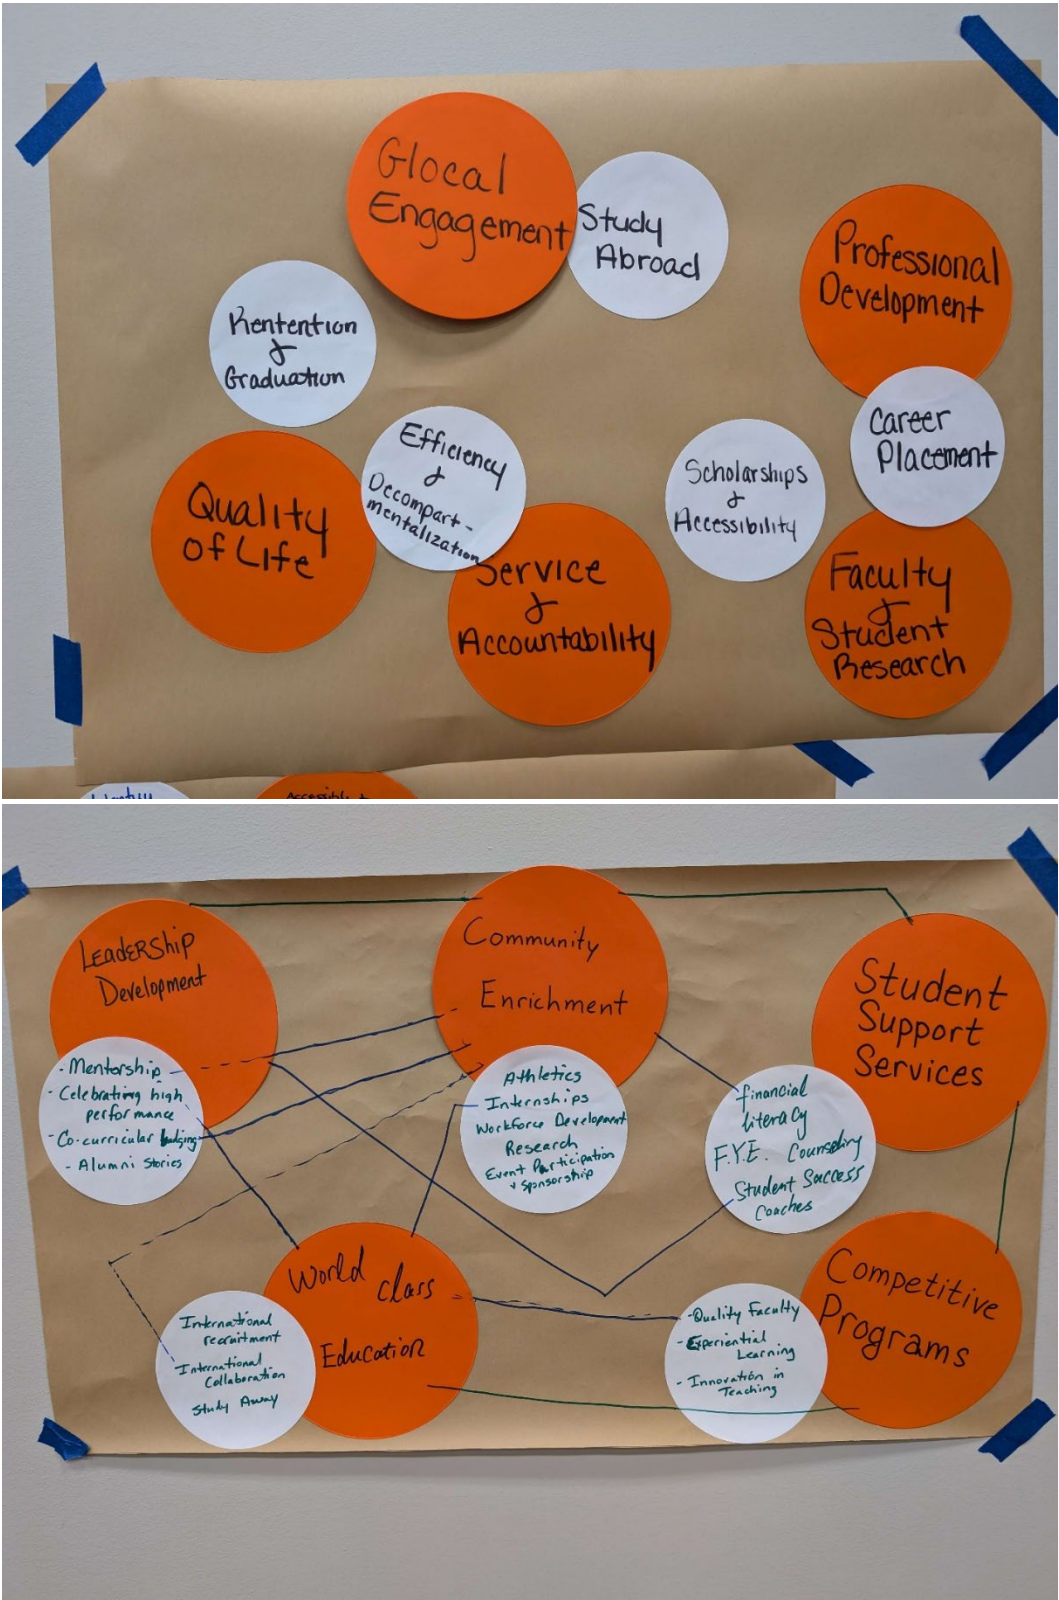 Glocal
Engagement
Study
Abroad
Professional
Development
Rentention
&
Graduation
Career
Placement
Efficiency
&
Decompart-
mentalization
Scholarships
&
Accessibility
Quality
of Life
Service
&
Accountability
Faculty
&
Student
Research
Accessible
Leadership
Development
- Mentorship
- Celebrating high
performance
- Co-curricular
- Alumni Stories
Community
Enrichment
Athletics
Internships
Workforce Development
Research
Event Participation
& Sponsorship
Student
Support
Services
financial
literacy
F.Y.E. Counseling
Student Success
Coaches
World
class
Education
International
recruitment
International
Collaboration
Study Away
Competitive
Programs
- Quality Faculty
- Experiential
Learning
- Innovation in
Teaching